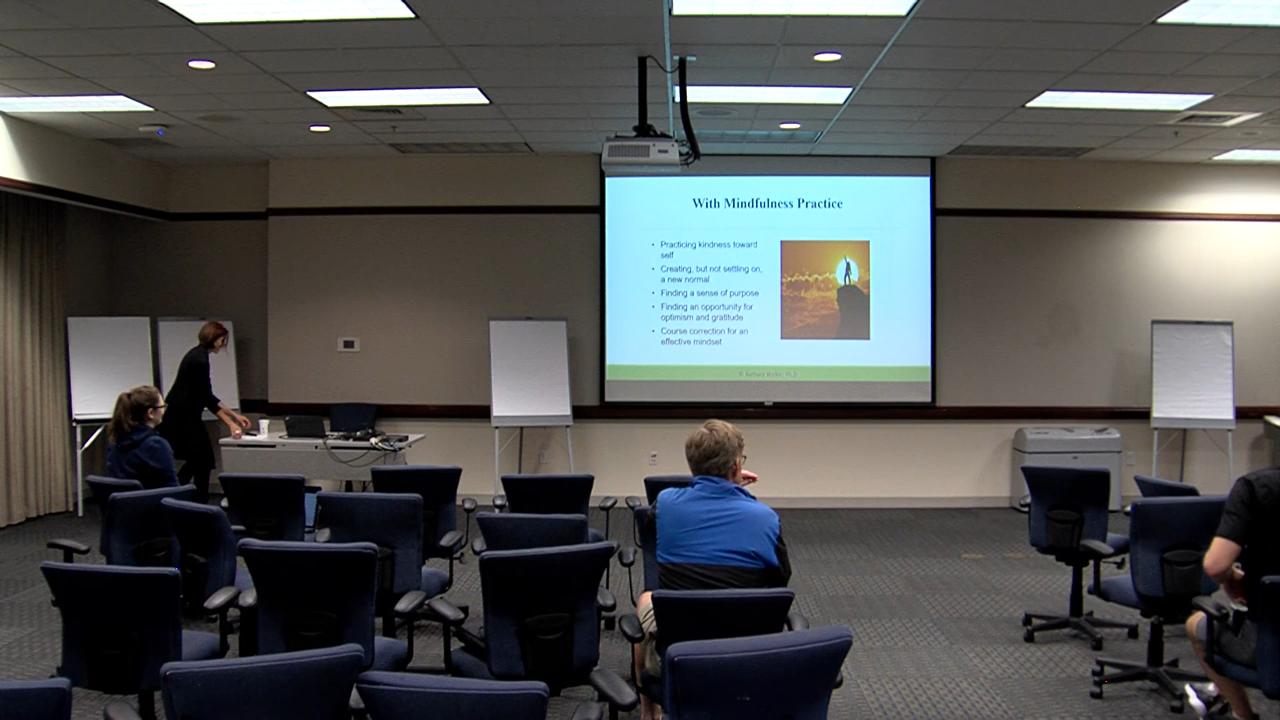 With Mindfulness Practice
• Practicing kindness toward
self
• Creating, but not settling on,
a new normal
• Finding a sense of purpose
• Finding an opportunity for
optimism and gratitude
• Course correction for an
effective mindset